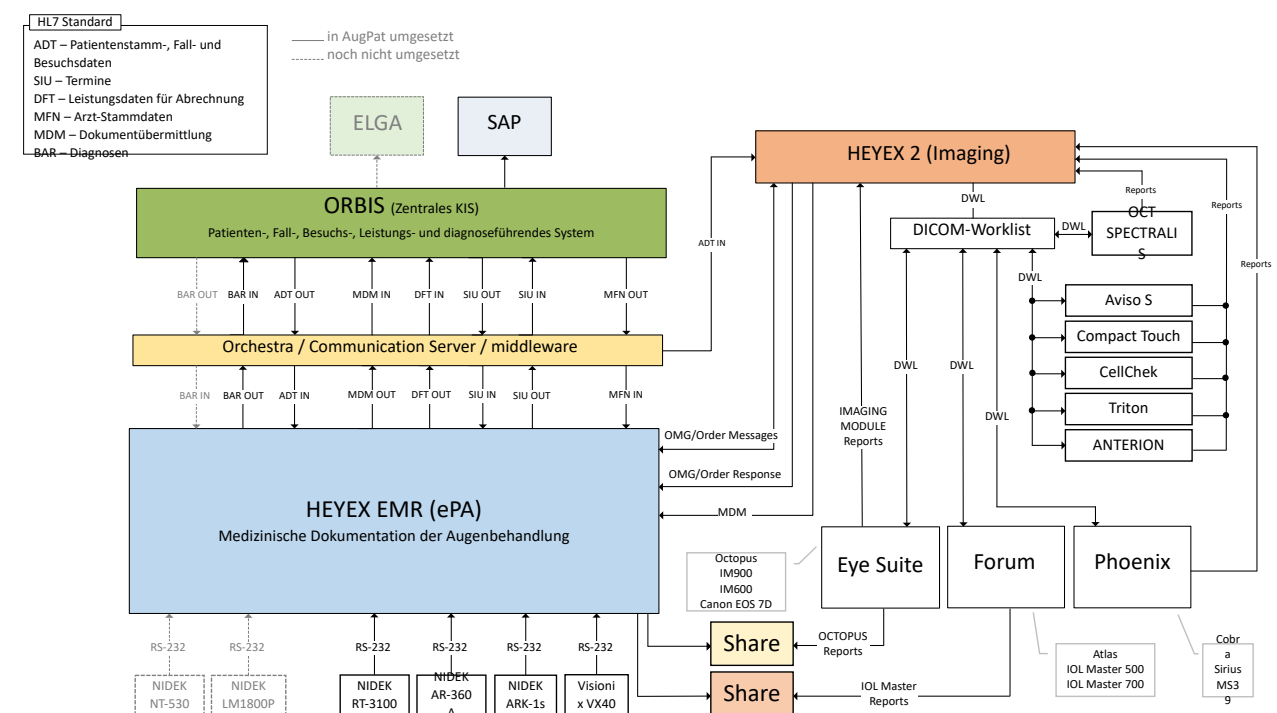 HL7 Standard
ADT – Patientenstamm-, Fall- und
Besuchsdaten
SIU – Termine
DFT – Leistungsdaten für Abrechnung
MFN – Arzt-Stammdaten
MDM – Dokumentübermittlung
BAR – Diagnosen
in AugPat umgesetzt
noch nicht umgesetzt
ELGA
SAP
HEYEX 2 (Imaging)
ORBIS (Zentrales KIS)
Patienten-, Fall-, Besuchs-, Leistungs- und diagnoseführendes System
ADT IN
DWL
DICOM-Worklist
DWL
Reports
OCT
SPECTRALI
S
Reports
Reports
BAR OUT
BAR IN
ADT OUT
MDM IN
DFT IN
SIU OUT
SIU IN
MFN OUT
DWL
Aviso S
Compact Touch
CellChek
Triton
ANTERION
Orchestra / Communication Server / middleware
BAR IN
BAR OUT
ADT IN
MDM OUT
DFT OUT
SIU IN
SIU OUT
MFN IN
DWL
DWL
DWL
IMAGING
MODULE
Reports
OMG/Order Messages
OMG/Order Response
MDM
HEYEX EMR (ePA)
Medizinische Dokumentation der Augenbehandlung
Octopus
IM900
IM600
Canon EOS 7D
Eye Suite
Forum
Phoenix
RS-232
RS-232
RS-232
RS-232
RS-232
RS-232
Share
OCTOPUS
Reports
Share
IOL Master
Reports
Atlas
IOL Master 500
IOL Master 700
Cobr
a
Sirius
MS3
9
NIDEK
NT-530
NIDEK
LM1800P
NIDEK
RT-3100
NIDEK
AR-360
A
NIDEK
ARK-1s
Visioni
x VX40